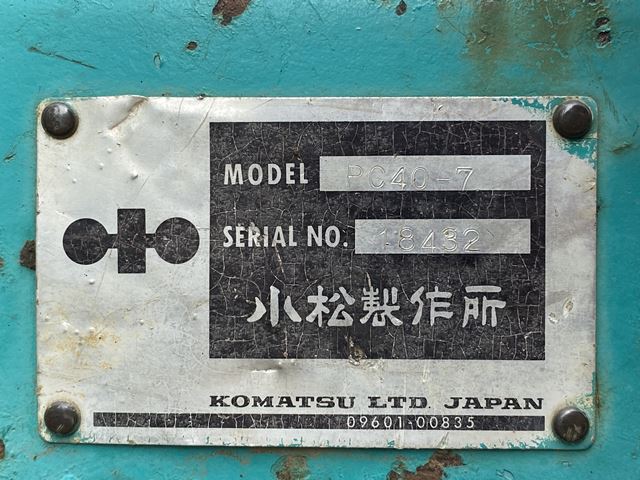 MODEL PC40-7
SERIAL NO. 18432
小松製作所
KOMATSU LTD. JAPAN
09601-00835